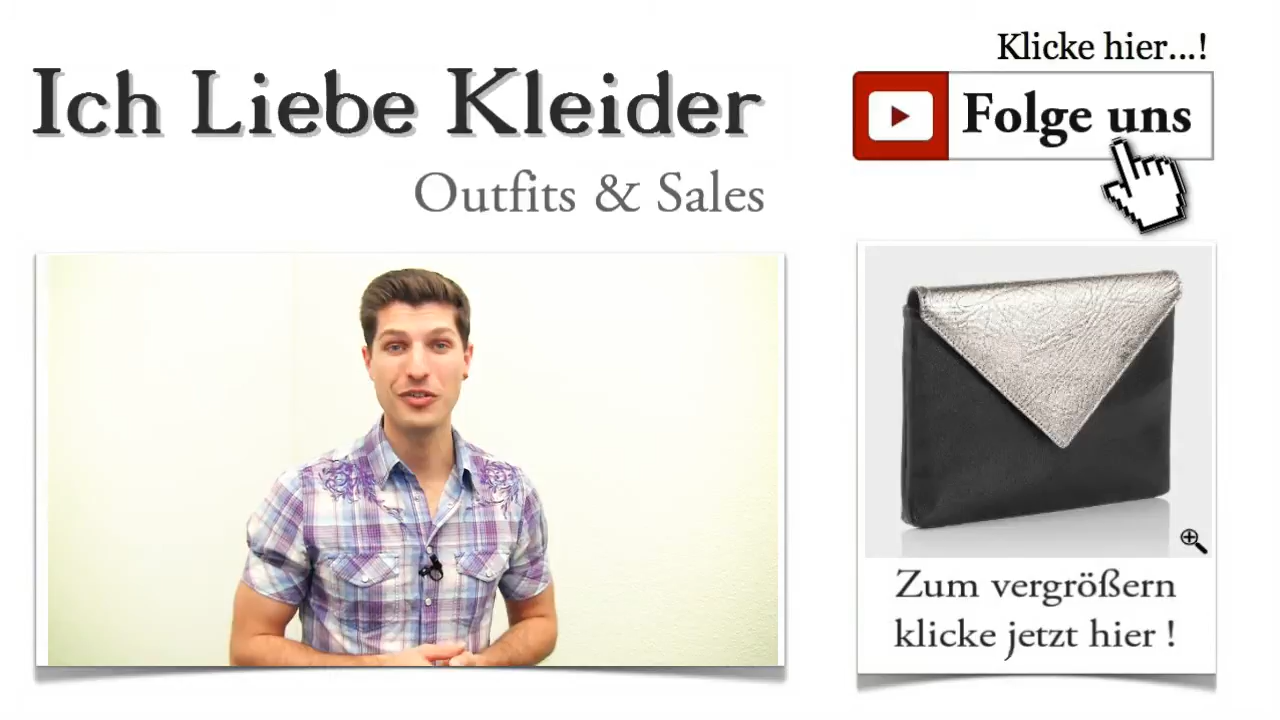 Ich Liebe Kleider
Outfits & Sales
Klicke hier...!
Folge uns
Zum vergrößern
klicke jetzt hier !